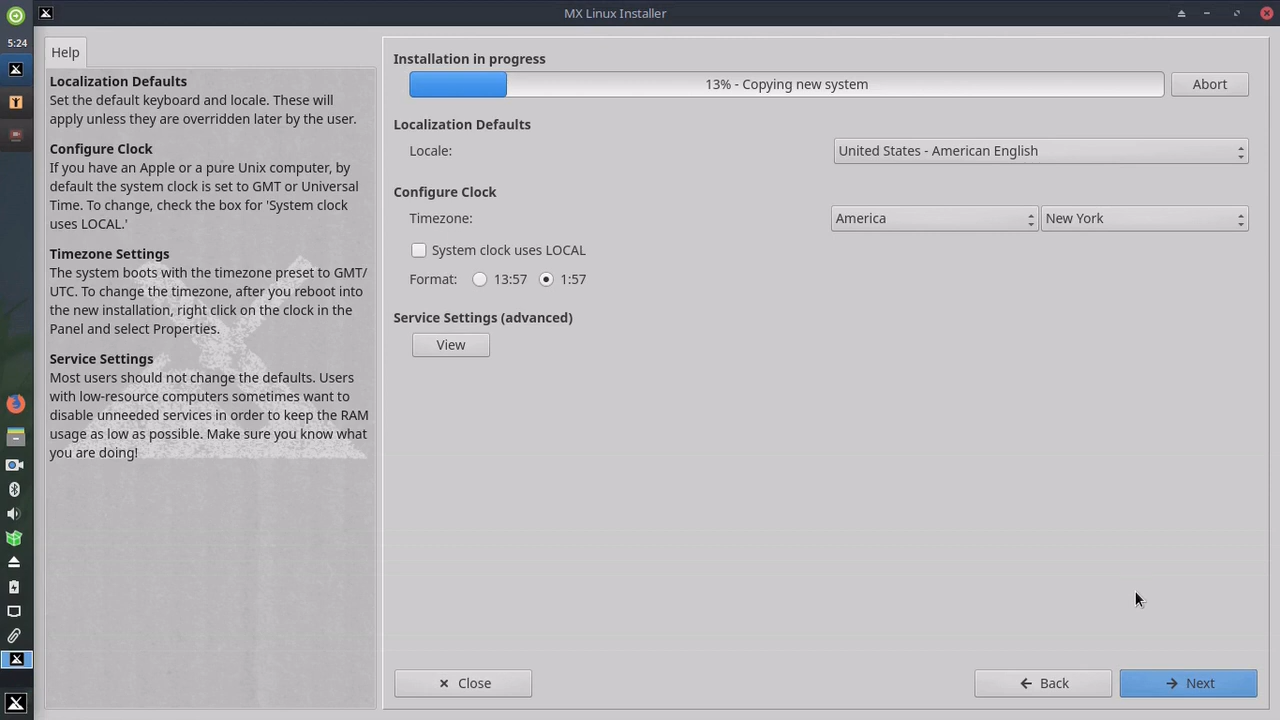 MX Linux Installer
5:24
Help
Localization Defaults
Set the default keyboard and locale. These will
apply unless they are overridden later by the user.
Configure Clock
If you have an Apple or a pure Unix computer, by
default the system clock is set to GMT or Universal
Time. To change, check the box for 'System clock
uses LOCAL.'
Timezone Settings
The system boots with the timezone preset to GMT/
UTC. To change the timezone, after you reboot into
the new installation, right click on the clock in the
Panel and select Properties.
Service Settings
Most users should not change the defaults. Users
with low-resource computers sometimes want to
disable unneeded services in order to keep the RAM
usage as low as possible. Make sure you know what
you are doing!
Installation in progress
13% - Copying new system
Abort
Localization Defaults
Locale:
United States - American English
Configure Clock
Timezone:
America
New York
System clock uses LOCAL
Format:
13:57
1:57
Service Settings (advanced)
View
Close
Back
Next